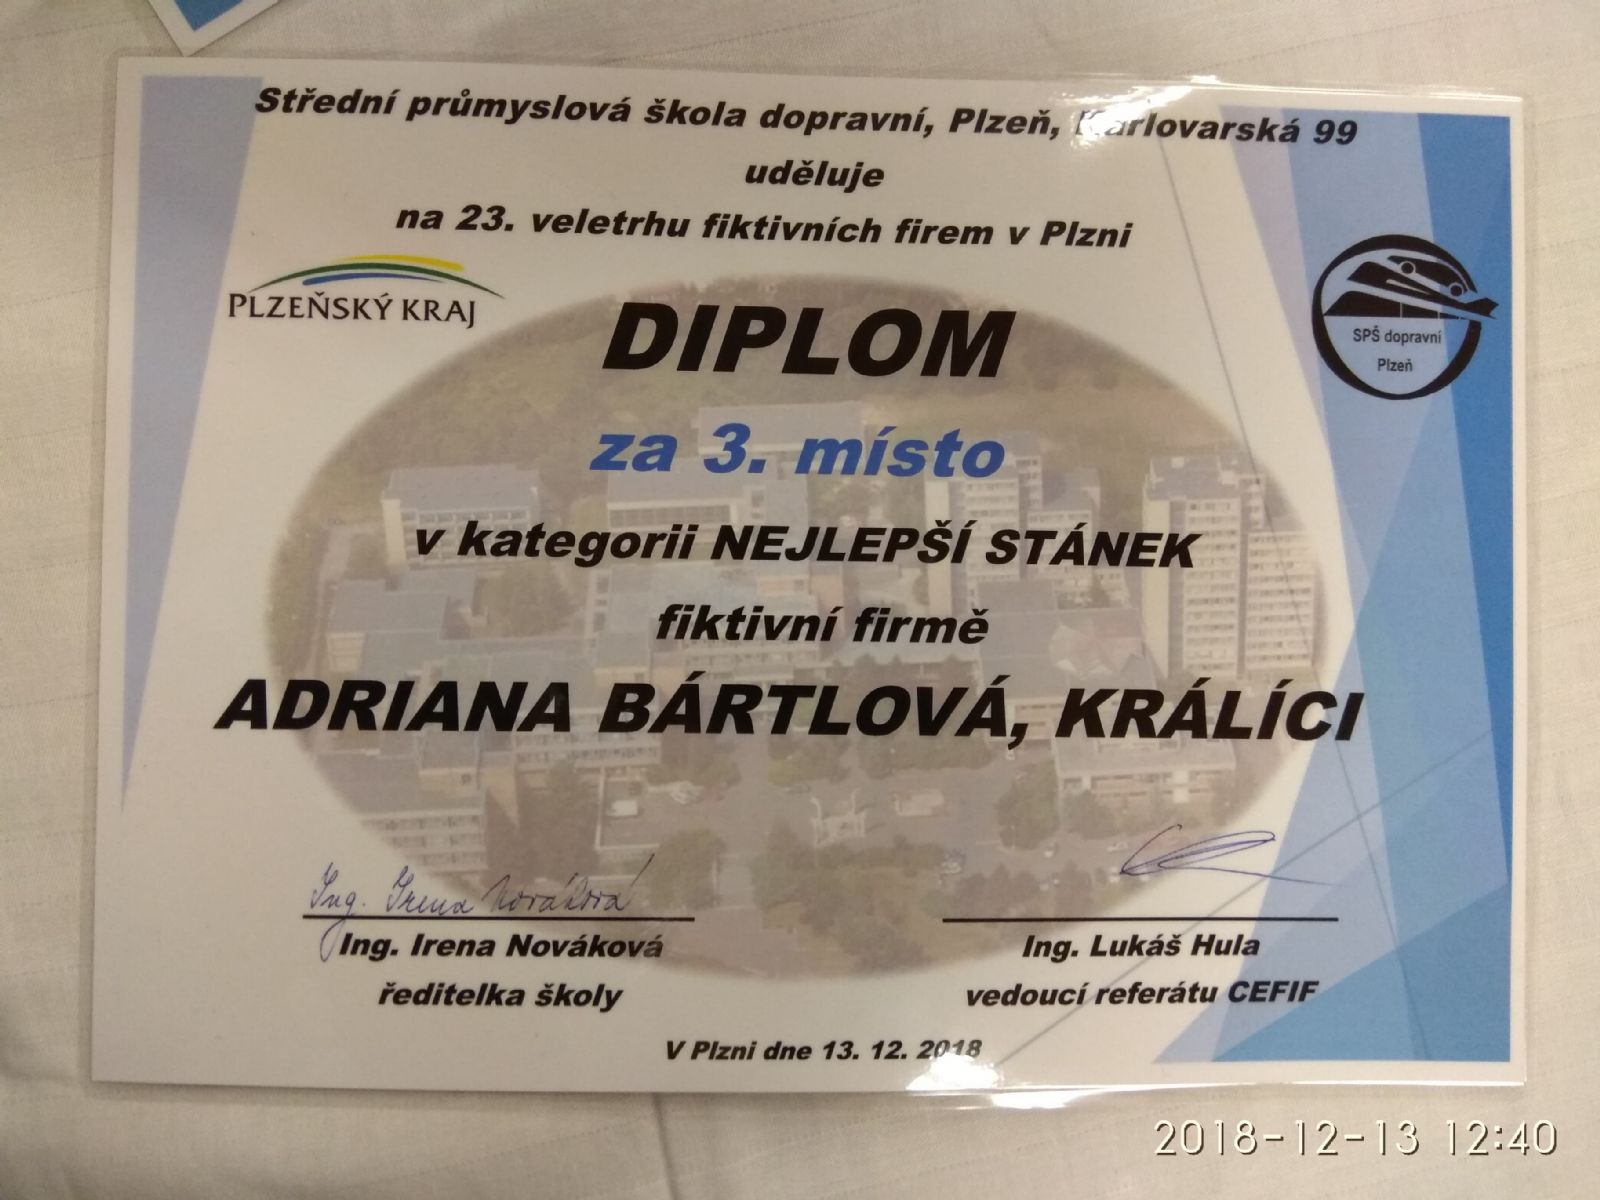 Střední průmyslová škola dopravní, Plzeň, Karlovarská 99
uděluje
na 23. veletrhu fiktivních firem v Plzni
PLZEŇSKÝ KRAJ
SPŠ dopravní
Plzeň
DIPLOM
za 3. místo
v kategorii NEJLEPŠÍ STÁNEK
fiktivní firmě
ADRIANA BÁRTLOVÁ, KRÁLÍCI
Ing. Irena Nováková
Ing. Irena Nováková
ředitelka školy
Ing. Lukáš Hula
vedoucí referátu CEFIF
V Plzni dne 13. 12. 2018
2018-12-13 12:40